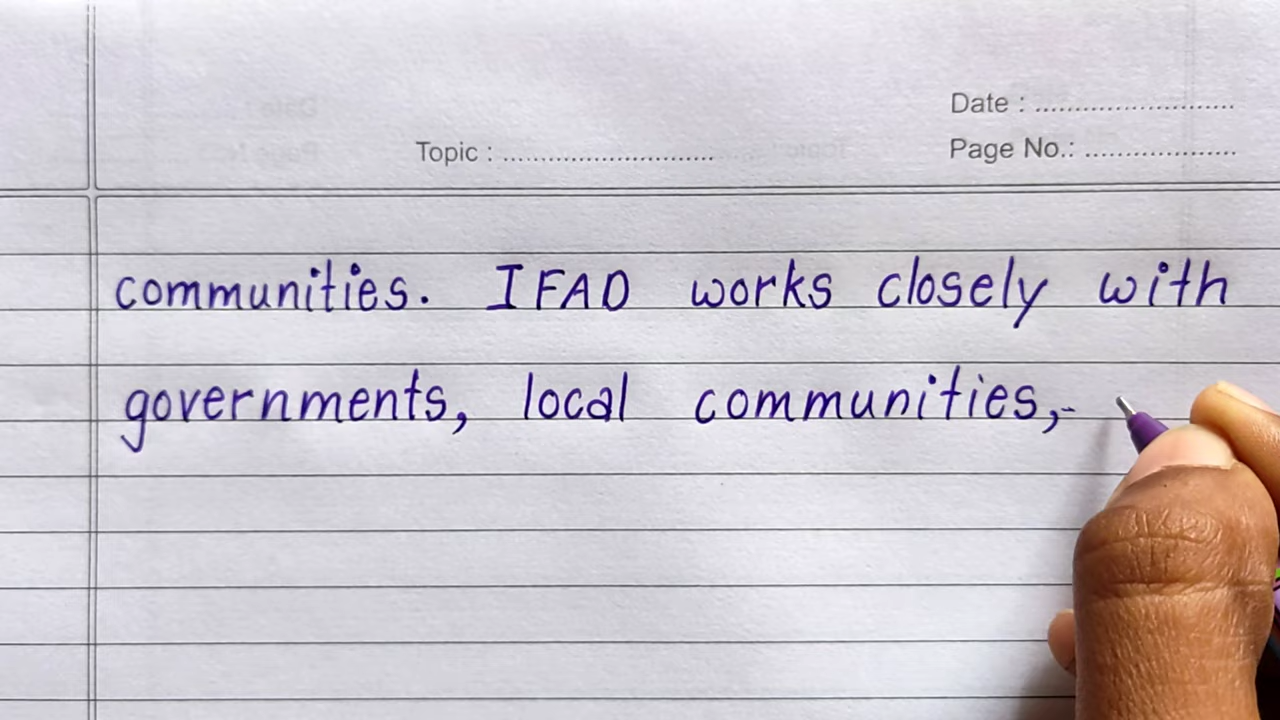 Date : ........................
Topic : ...........................
Page No.: ...................
communities. IFAD works closely with
governments, local communities,-